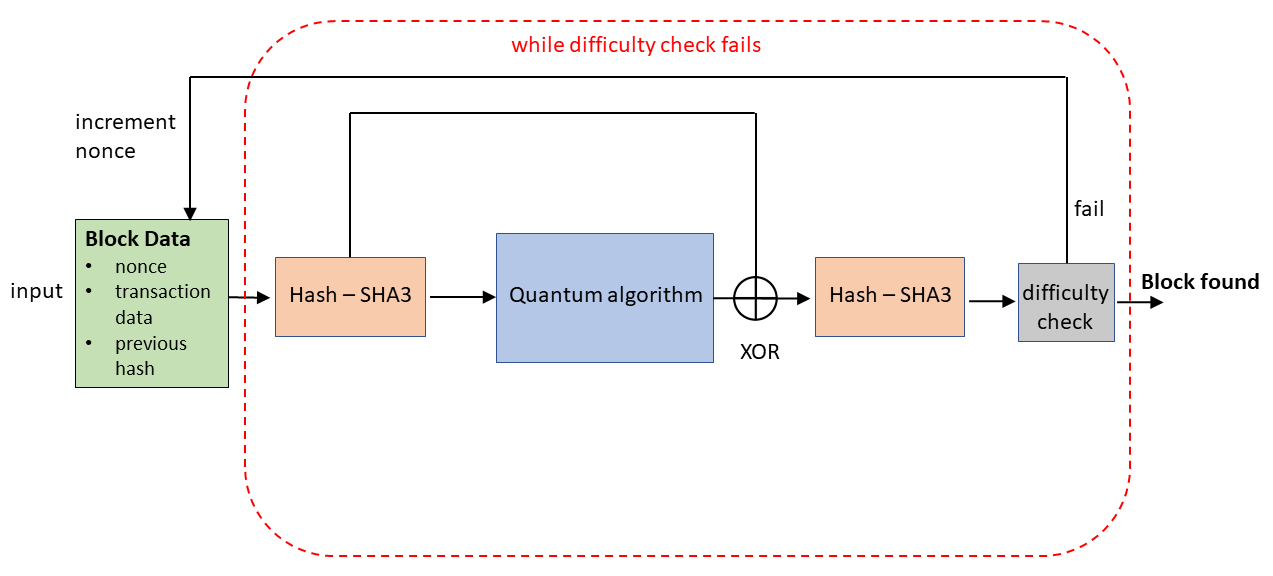 while difficulty check fails
increment
nonce
fail
input
Block Data
• nonce
• transaction
data
• previous
hash
Hash – SHA3
Quantum algorithm
XOR
Hash – SHA3
difficulty
check
Block found